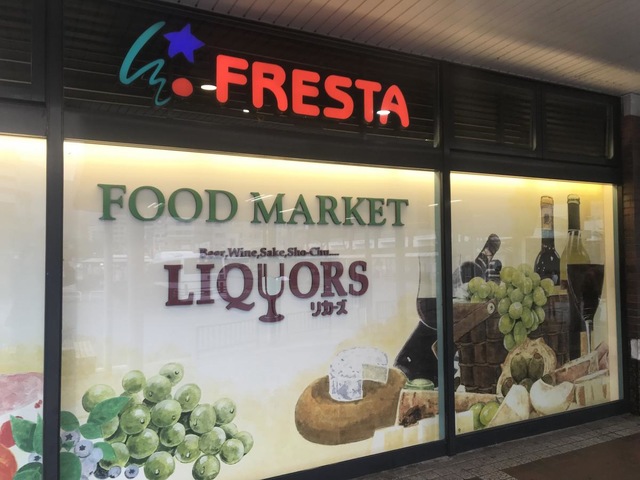 FRESTA
FOOD MARKET
Beer,Wine,Sake,Sho-Chu....
LIQUORS
リカーズ